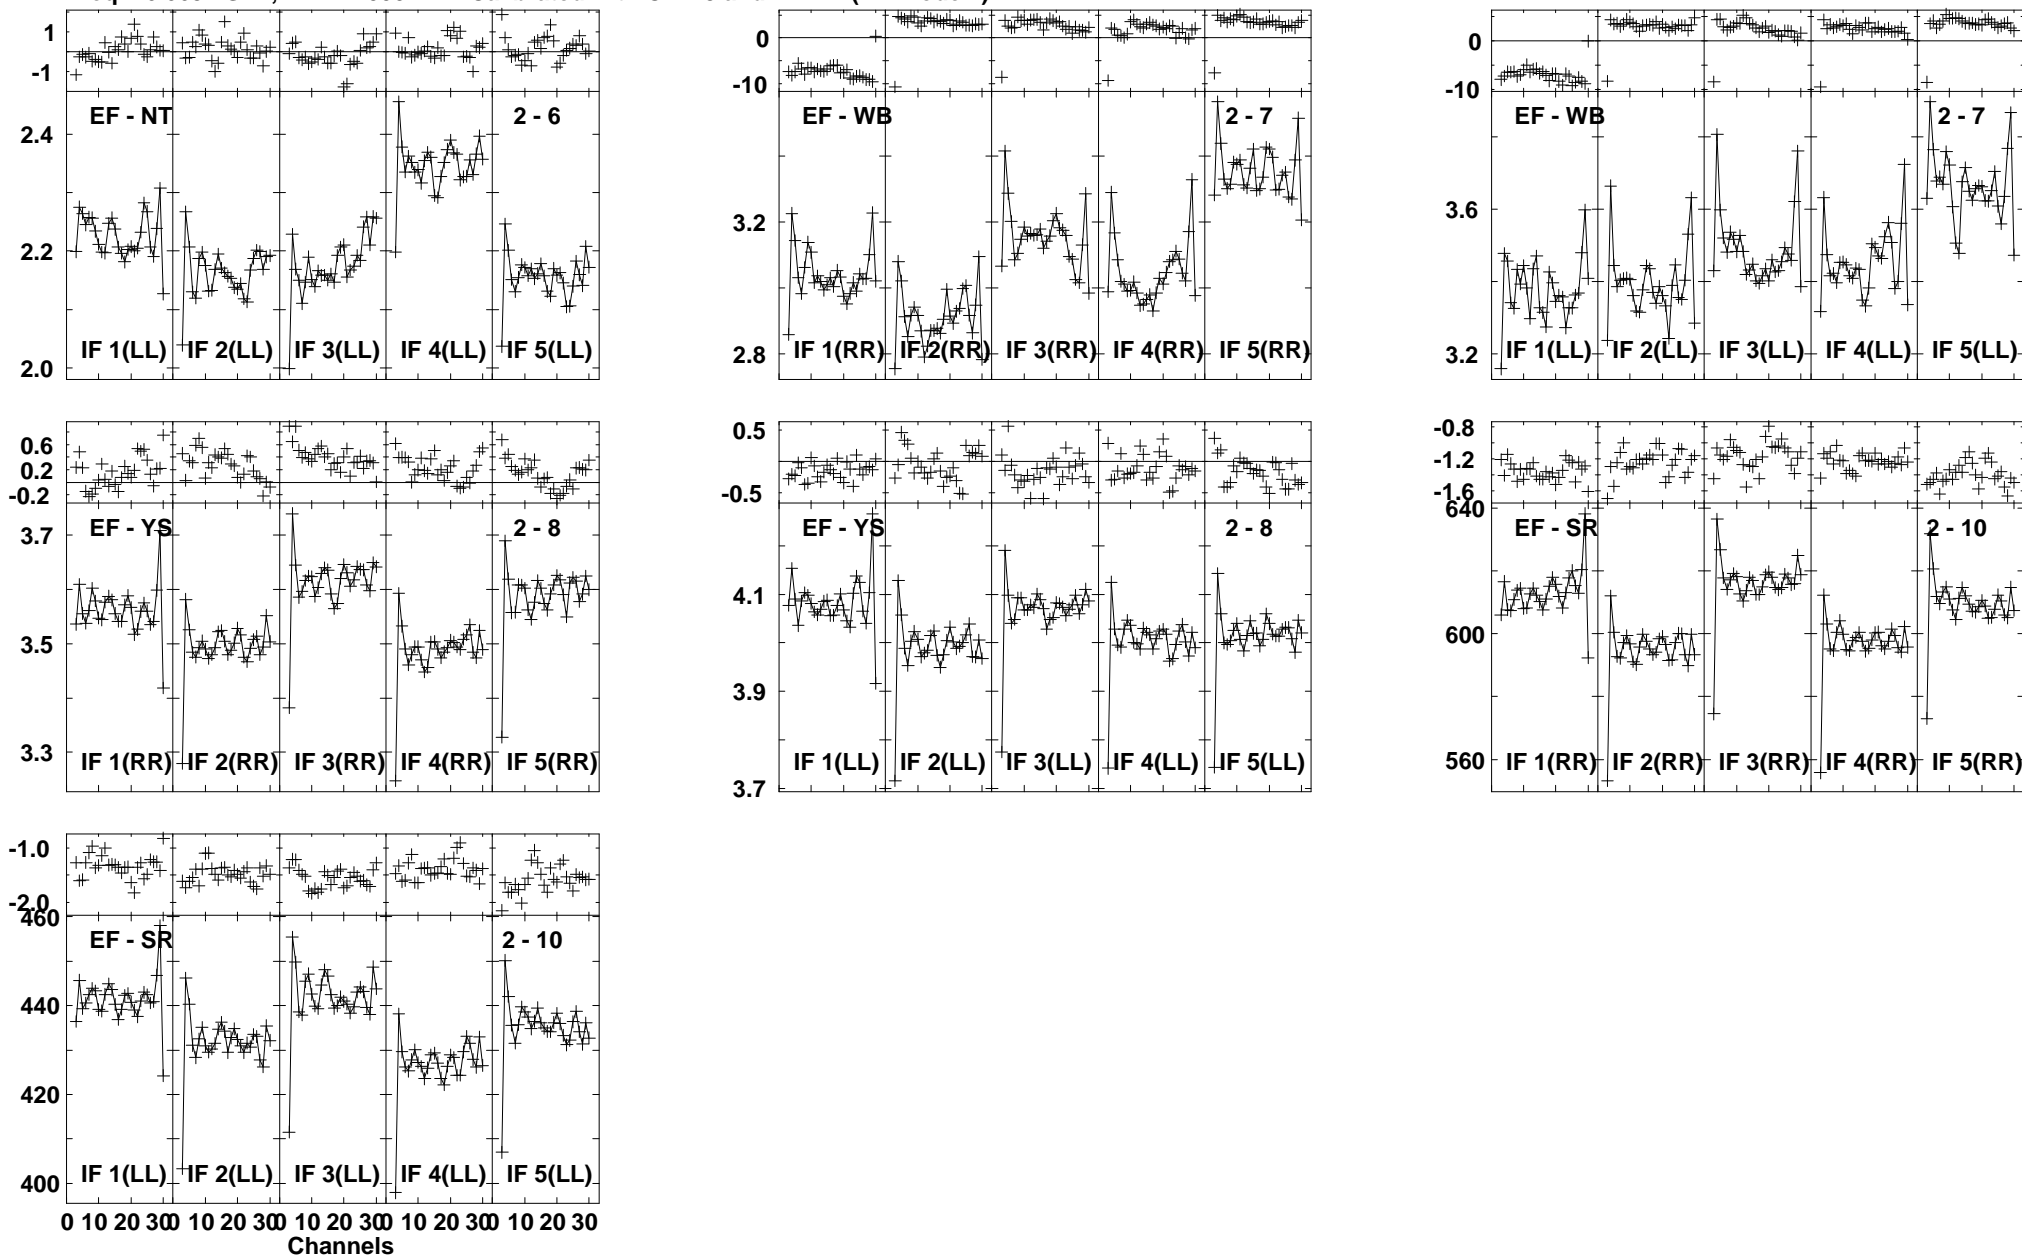 1
-1
EF - NT
2 - 6
2.4
2.2
2.0
IF 1(LL) IF 2(LL) IF 3(LL) IF 4(LL) IF 5(LL)
0
-10
EF - WB
2 - 7
3.2
2.8
IF 1(RR) IF 2(RR) IF 3(RR) IF 4(RR) IF 5(RR)
0
-10
EF - WB
2 - 7
3.6
3.2
IF 1(LL) IF 2(LL) IF 3(LL) IF 4(LL) IF 5(LL)
0.6
0.2
-0.2
EF - YS
2 - 8
3.7
3.5
3.3
IF 1(RR) IF 2(RR) IF 3(RR) IF 4(RR) IF 5(RR)
0.5
-0.5
EF - YS
2 - 8
4.1
3.9
3.7
IF 1(LL) IF 2(LL) IF 3(LL) IF 4(LL) IF 5(LL)
-0.8
-1.2
-1.6
640
EF - SR
2 - 10
600
560
IF 1(RR) IF 2(RR) IF 3(RR) IF 4(RR) IF 5(RR)
-1.0
-2.0
460
EF - SR
2 - 10
440
420
400
IF 1(LL) IF 2(LL) IF 3(LL) IF 4(LL) IF 5(LL)
0 10 20 30 0 10 20 30 0 10 20 30 0 10 20 30 0 10 20 30
Channels